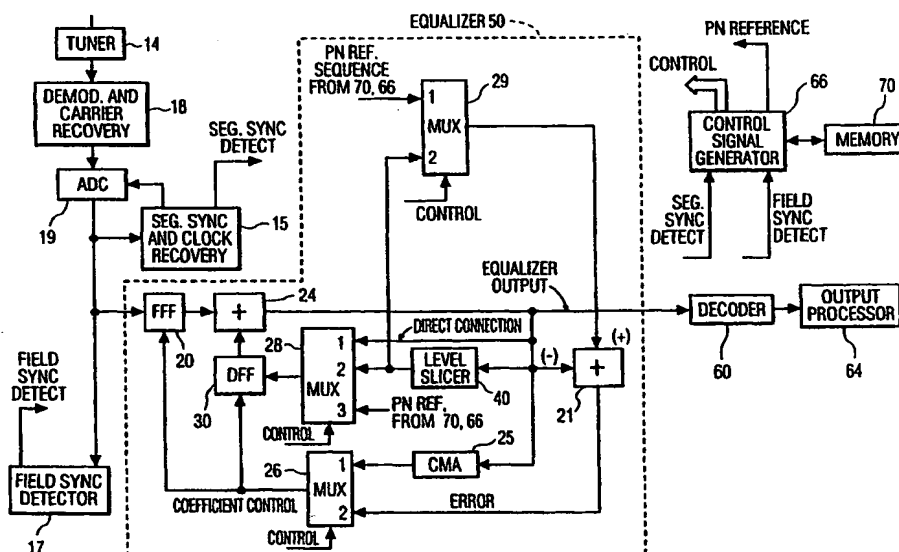 EQUALIZER 50
TUNER
14
DEMOD. AND
CARRIER
RECOVERY
18
SEG. SYNC
DETECT
ADC
19
SEG. SYNC
AND CLOCK
RECOVERY
15
PN REF.
SEQUENCE
FROM 70, 66
1
MUX
2
29
CONTROL
PN REFERENCE
CONTROL
66
CONTROL
SIGNAL
GENERATOR
70
MEMORY
SEG.
SYNC
DETECT
FIELD
SYNC
DETECT
EQUALIZER
OUTPUT
FFF
20
+
24
DIRECT CONNECTION
28
1
2
MUX
3
LEVEL
SLICER
40
(-)
(+)
+
21
DECODER
60
OUTPUT
PROCESSOR
64
DFF
30
PN REF.
FROM 70, 66
CONTROL
FIELD
SYNC
DETECT
FIELD SYNC
DETECTOR
17
COEFFICIENT CONTROL
26
1
MUX
2
25
CMA
ERROR
CONTROL